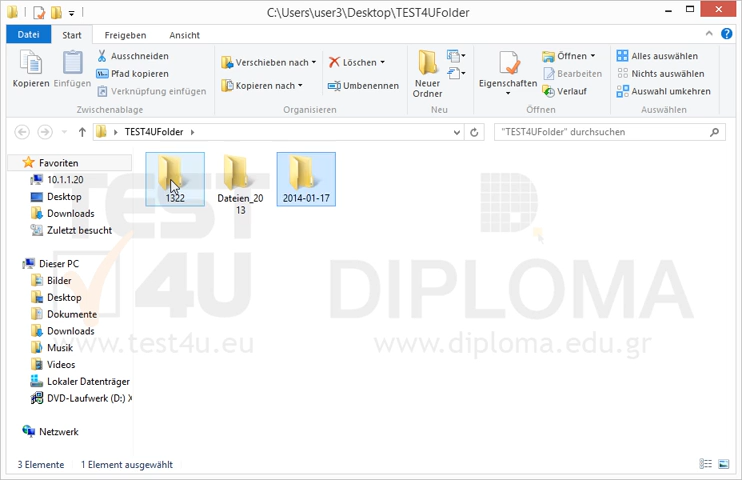 C:\Users\user3\Desktop\TEST4UFolder
Datei
Start
Freigeben
Ansicht
Kopieren
Einfügen
Ausschneiden
Pfad kopieren
Verknüpfung einfügen
Zwischenablage
Verschieben nach
Kopieren nach
Löschen
Umbenennen
Organisieren
Neuer
Ordner
Neu
Eigenschaften
Öffnen
Bearbeiten
Verlauf
Öffnen
Alles auswählen
Nichts auswählen
Auswahl umkehren
Auswählen
TEST4UFolder
"TEST4UFolder" durchsuchen
Favoriten
10.1.1.20
Desktop
Downloads
Zuletzt besucht
Dieser PC
Bilder
Desktop
Dokumente
Downloads
Musik
Videos
Lokaler Datenträger
DVD-Laufwerk (D:) X
Netzwerk
1322
Dateien_20
13
2014-01-17
TEST
4U
www.test4u.eu
D
DIPLOMA
www.diploma.edu.gr
3 Elemente
1 Element ausgewählt